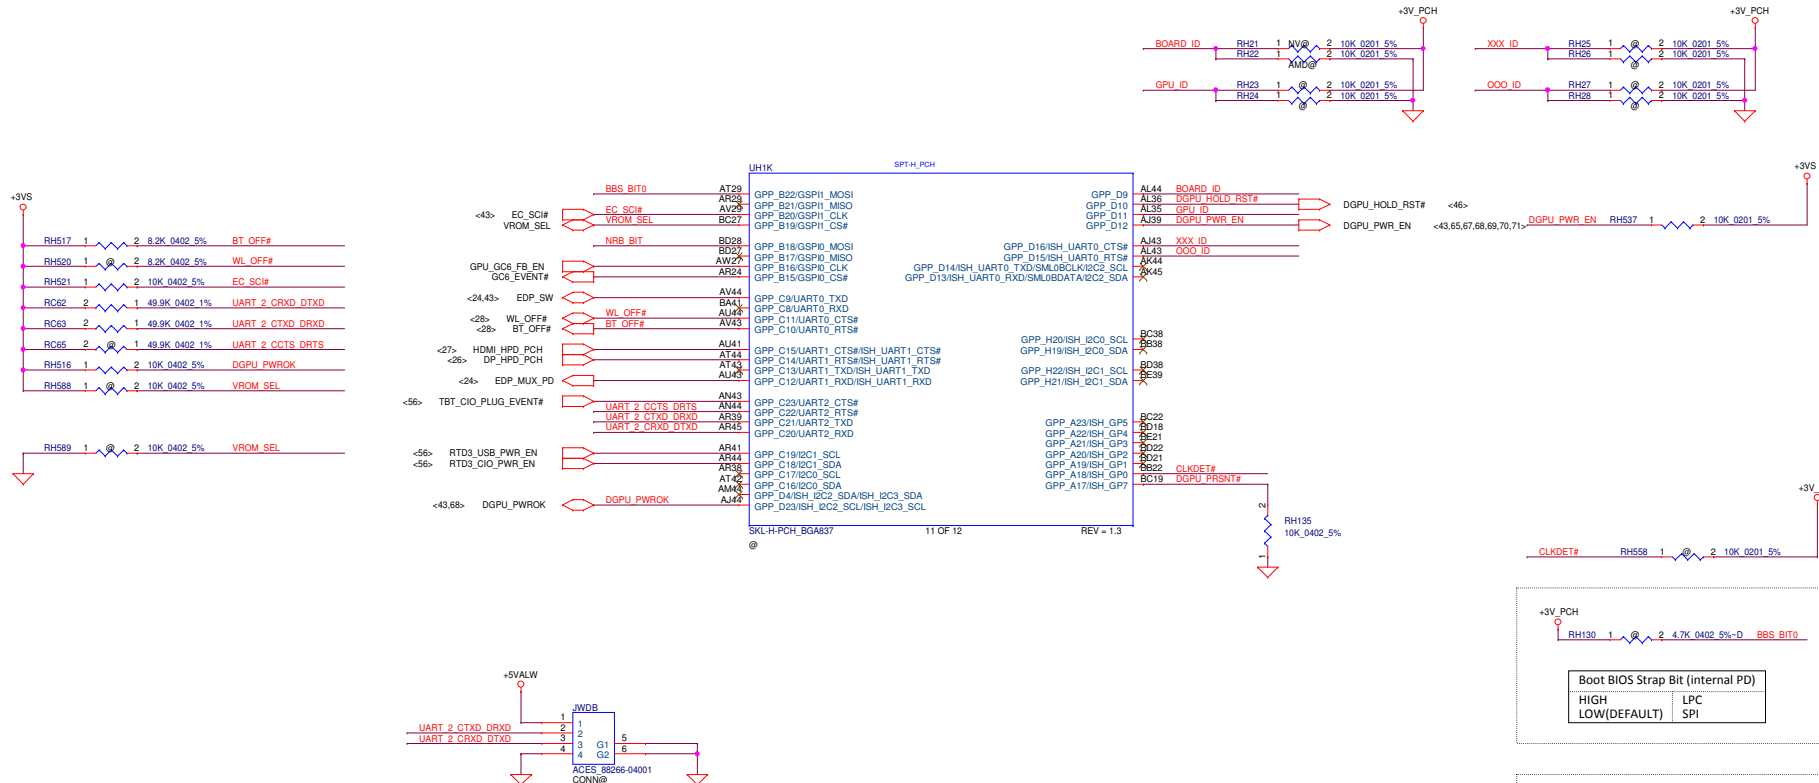 +3V_PCH
+3V_PCH
BOARD_ID RH21 1 NV@ 2 10K_0201_5%
RH22 1 AMD@ 2 10K_0201_5%
XXX_ID RH25 1 @ 2 10K_0201_5%
RH26 1 @ 2 10K_0201_5%
GPU_ID RH23 1 @ 2 10K_0201_5%
RH24 1 @ 2 10K_0201_5%
OOO_ID RH27 1 @ 2 10K_0201_5%
RH28 1 @ 2 10K_0201_5%
+3VS
RH517 1 2 8.2K_0402_5% BT_OFF#
RH520 1 @ 2 8.2K_0402_5% WL_OFF#
RH521 1 2 10K_0402_5% EC_SCI#
RC62 2 1 49.9K_0402_1% UART_2_CRXD_DTXD
RC63 2 1 49.9K_0402_1% UART_2_CTXD_DRXD
RC65 2 @ 1 49.9K_0402_1% UART_2_CCTS_DRTS
RH516 1 2 10K_0402_5% DGPU_PWROK
RH588 1 @ 2 10K_0402_5% VROM_SEL
RH589 1 @ 2 10K_0402_5% VROM_SEL
UH1K
SPT-H_PCH
BBS_BIT0 AT29 GPP_B22/GSPI1_MOSI
AR29 GPP_B21/GSPI1_MISO
<43> EC_SCI# EC_SCI# AV29 GPP_B20/GSPI1_CLK
VROM_SEL VROM_SEL BC27 GPP_B19/GSPI1_CS#
NRB_BIT BD28 GPP_B18/GSPI0_MOSI
BD27 GPP_B17/GSPI0_MISO
GPU_GC6_FB_EN AW27 GPP_B16/GSPI0_CLK
GC6_EVENT# AR24 GPP_B15/GSPI0_CS#
<24,43> EDP_SW AV44 GPP_C9/UART0_TXD
BA41 GPP_C8/UART0_RXD
<28> WL_OFF# WL_OFF# AU44 GPP_C11/UART0_CTS#
<28> BT_OFF# BT_OFF# AV43 GPP_C10/UART0_RTS#
<27> HDMI_HPD_PCH AU41 GPP_C15/UART1_CTS#/ISH_UART1_CTS#
<26> DP_HPD_PCH AT44 GPP_C14/UART1_RTS#/ISH_UART1_RTS#
AT43 GPP_C13/UART1_TXD/ISH_UART1_TXD
<24> EDP_MUX_PD AU43 GPP_C12/UART1_RXD/ISH_UART1_RXD
<56> TBT_CIO_PLUG_EVENT# AN43 GPP_C23/UART2_CTS#
UART_2_CCTS_DRTS AN44 GPP_C22/UART2_RTS#
UART_2_CTXD_DRXD AR39 GPP_C21/UART2_TXD
UART_2_CRXD_DTXD AR45 GPP_C20/UART2_RXD
<56> RTD3_USB_PWR_EN AR41 GPP_C19/I2C1_SCL
<56> RTD3_CIO_PWR_EN AR44 GPP_C18/I2C1_SDA
AR38 GPP_C17/I2C0_SCL
AT42 GPP_C16/I2C0_SDA
AM44 GPP_D4/ISH_I2C2_SDA/ISH_I2C3_SDA
<43,68> DGPU_PWROK DGPU_PWROK AJ44 GPP_D23/ISH_I2C2_SCL/ISH_I2C3_SCL
GPP_D9 AL44 BOARD_ID
GPP_D10 AL36 DGPU_HOLD_RST# DGPU_HOLD_RST# <46>
GPP_D11 AL35 GPU_ID
GPP_D12 AJ39 DGPU_PWR_EN DGPU_PWR_EN <43,65,67,68,69,70,71>
GPP_D16/ISH_UART0_CTS# AJ43 XXX_ID
GPP_D15/ISH_UART0_RTS# AL43 OOO_ID
GPP_D14/ISH_UART0_TXD/SML0BCLK/I2C2_SCL AK44
GPP_D13/ISH_UART0_RXD/SML0BDATA/I2C2_SDA AK45
GPP_H20/ISH_I2C0_SCL BC38
GPP_H19/ISH_I2C0_SDA BB38
GPP_H22/ISH_I2C1_SCL BD38
GPP_H21/ISH_I2C1_SDA BE39
GPP_A23/ISH_GP5 BC22
GPP_A22/ISH_GP4 BD18
GPP_A21/ISH_GP3 BE21
GPP_A20/ISH_GP2 BD22
GPP_A19/ISH_GP1 BD21
GPP_A18/ISH_GP0 BB22 CLKDET#
GPP_A17/ISH_GP7 BC19 DGPU_PRSNT#
SKL-H-PCH_BGA837 11 OF 12 REV = 1.3
@
2
RH135
10K_0402_5%
1
+3VS
DGPU_PWR_EN RH537 1 2 10K_0201_5%
+3V_
CLKDET# RH558 1 @ 2 10K_0201_5%
+3V_PCH
RH130 1 @ 2 4.7K_0402_5%~D BBS_BIT0
Boot BIOS Strap Bit (internal PD)
HIGH LPC
LOW(DEFAULT) SPI
+5VALW
JWDB
1 1
UART_2_CTXD_DRXD 2 2
UART_2_CRXD_DTXD 3 3 G1 5
4 4 G2 6
ACES_88266-04001
CONN@